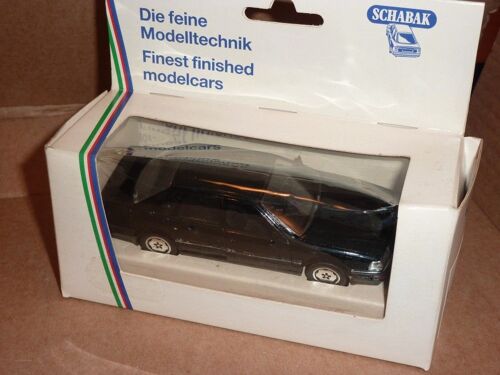 Die feine
Modelltechnik
Finest finished
modelcars
SCHABAK
modelcars